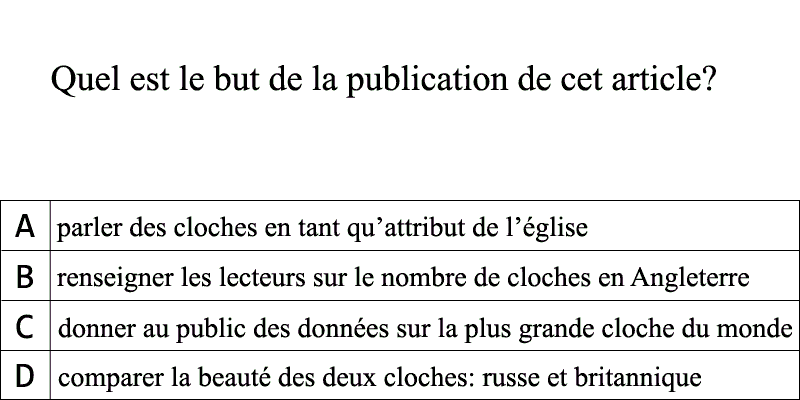 Quel est le but de la publication de cet article?
A parler des cloches en tant qu’attribut de l’église
B renseigner les lecteurs sur le nombre de cloches en Angleterre
C donner au public des données sur la plus grande cloche du monde
D comparer la beauté des deux cloches: russe et britannique